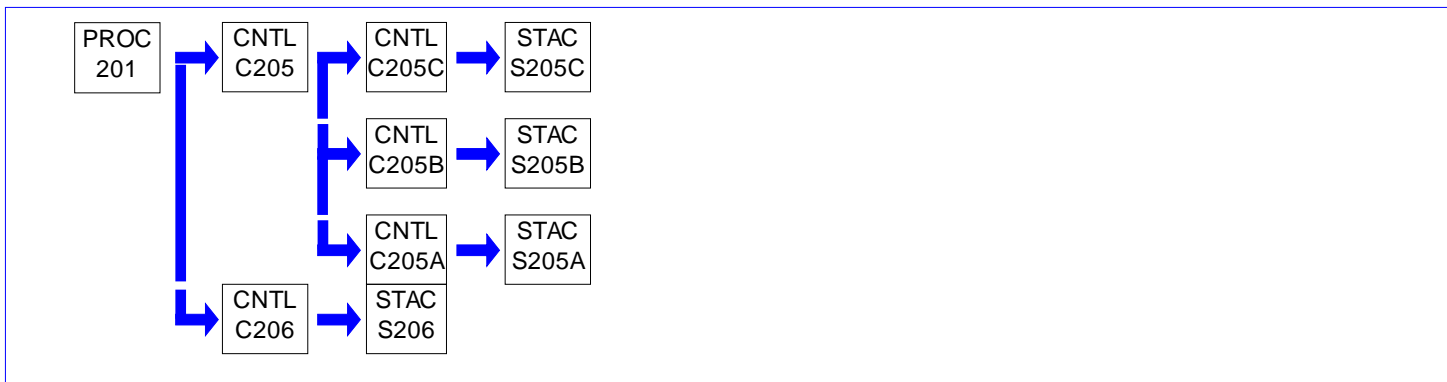 PROC
201
CNTL
C205
CNTL
C205C
STAC
S205C
CNTL
C205B
STAC
S205B
CNTL
C205A
STAC
S205A
CNTL
C206
STAC
S206